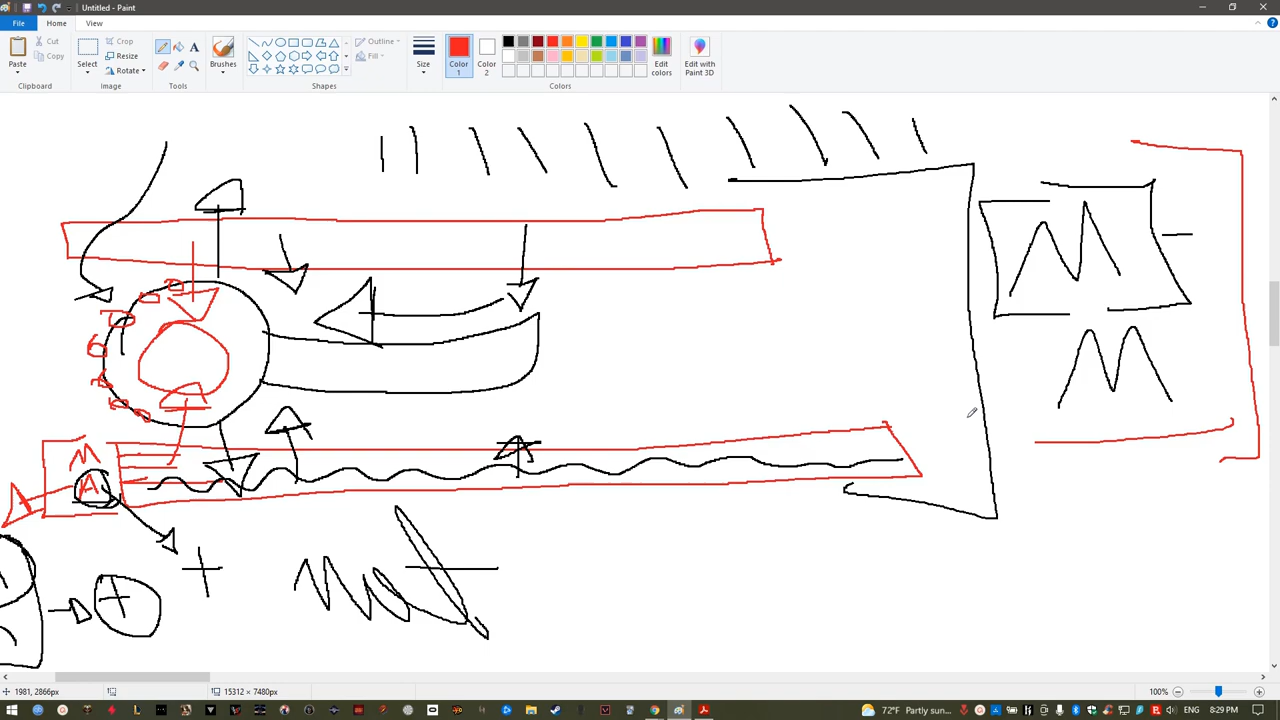 Untitled - Paint
File Home View
Paste
Cut
Copy
Clipboard
Select
Crop
Resize
Rotate
Image
A
Tools
Brushes
Outline
Fill
Shapes
Size
Color
1
Color
2
Edit
colors
Colors
Edit with
Paint 3D
M
M
M
A
+
+
1981, 2866px
15312 × 7480px
100%
72°F Partly sun...
ENG 8:29 PM